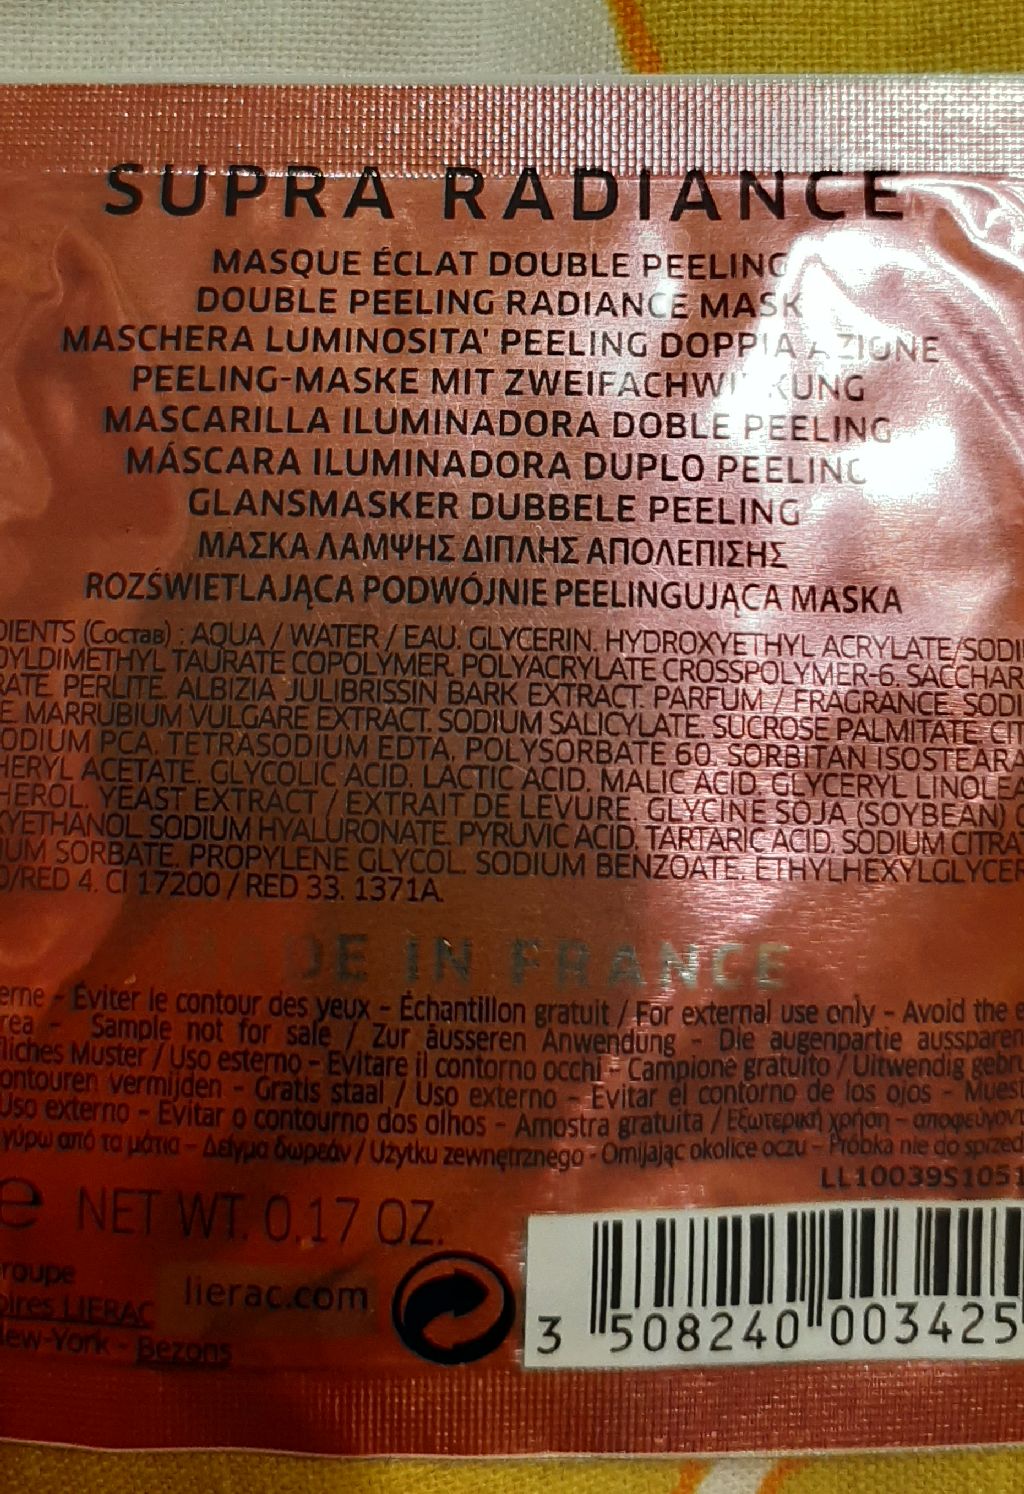 SUPRA RADIANCE
MASQUE ÉCLAT DOUBLE PEELING
DOUBLE PEELING RADIANCE MASK
MASCHERA LUMINOSITA' PEELING DOPPIA AZIONE
PEELING-MASKE MIT ZWEIFACHWIRKUNG
MASCARILLA ILUMINADORA DOBLE PEELING
MÁSCARA ILUMINADORA DUPLO PEELING
GLANSMASKER DUBBELE PEELING
ΜΑΣΚΑ ΛΑΜΨΗΣ ΔΙΠΛΗΣ ΑΠΟΛΕΠΙΣΗΣ
ROZŚWIETLAJĄCA PODWÓJNIE PEELINGUJĄCA MASKA
DIENTS (Состав) : AQUA / WATER / EAU. GLYCERIN. HYDROXYETHYL ACRYLATE/SODI
OYLDIMETHYL TAURATE COPOLYMER. POLYACRYLATE CROSSPOLYMER-6. SACCHAR
RATE. PERLITE. ALBIZIA JULIBRISSIN BARK EXTRACT. PARFUM / FRAGRANCE. SODI
E. MARRUBIUM VULGARE EXTRACT. SODIUM SALICYLATE. SUCROSE PALMITATE. CIT
ODIUM PCA. TETRASODIUM EDTA. POLYSORBATE 60. SORBITAN ISOSTEARA
HERYL ACETATE. GLYCOLIC ACID. LACTIC ACID. MALIC ACID. GLYCERYL LINOLEA
HEROL. YEAST EXTRACT / EXTRAIT DE LEVURE. GLYCINE SOJA (SOYBEAN) O
XYETHANOL. SODIUM HYALURONATE. PYRUVIC ACID. TARTARIC ACID. SODIUM CITRA
IUM SORBATE. PROPYLENE GLYCOL. SODIUM BENZOATE. ETHYLHEXYLGLYCER
0/RED 4. CI 17200 / RED 33. 1371A.
MADE IN FRANCE
erne - Éviter le contour des yeux - Échantillon gratuit / For external use only - Avoid the e
rea - Sample not for sale / Zur äusseren Anwendung - Die augenpartie aussparen
fliches Muster / Uso esterno - Evitare il contorno occhi - Campione gratuito / Uitwendig gebru
ontouren vermijden - Gratis staal / Uso externo - Evitar el contorno de los ojos - Muest
Uso externo - Evitar o contourno dos olhos - Amostra gratuita / Εξωτερική χρήση - αποφεύγοντ
γύρω από τα μάτια - Δείγμα δωρεάν / Użytku zewnętrznego - Omijając okolice oczu - Próbka nie do sprzed
LL10039S1051
e NET WT. 0.17 OZ.
roupe
oires LIERAC
lierac.com
New-York - Bezons
3 508240 003425